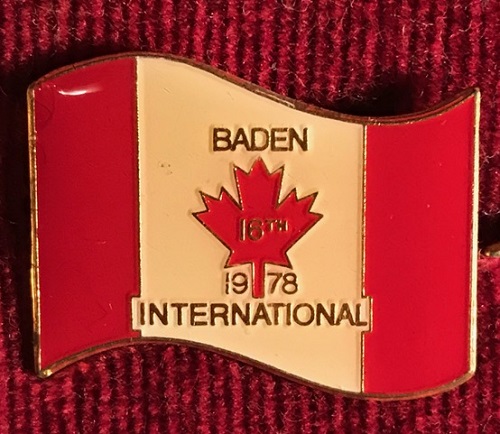 BADEN
18TH
1978
INTERNATIONAL